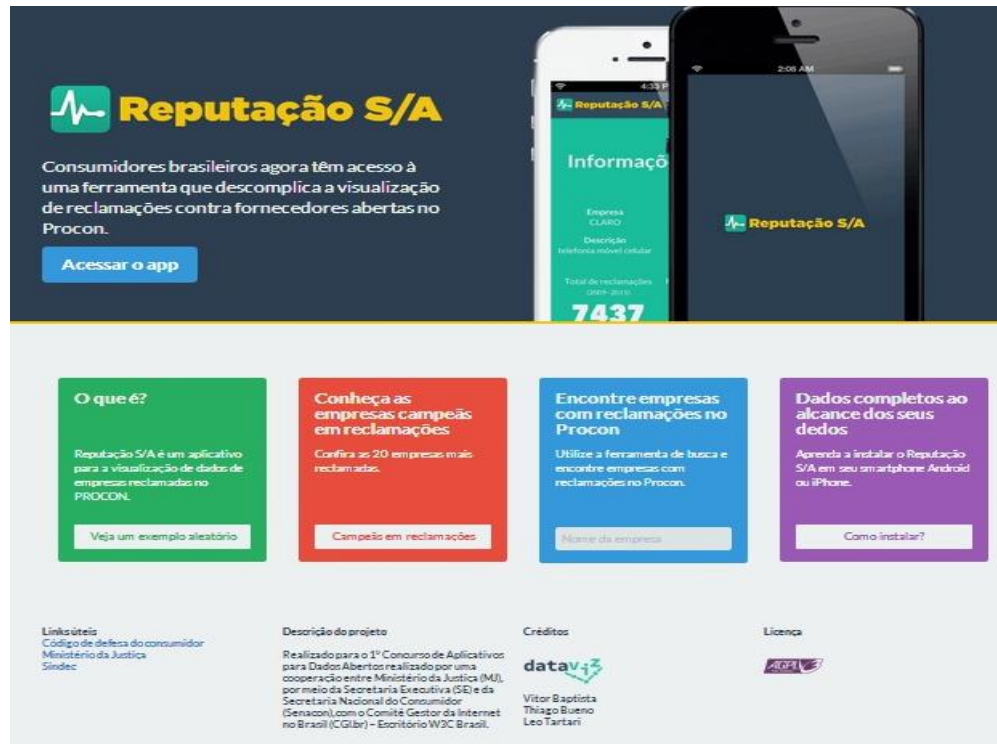 Reputação S/A
Consumidores brasileiros agora têm acesso à
uma ferramenta que descomplica a visualização
de reclamações contra fornecedores abertas no
Procon.
Acessar o app
4:33 P
Reputação S/A
Informaçõ
Empresa
CLARO
Descrição
telefonia móvel celular
Total de reclamações
7437
2:05 AM
Reputação S/A
O que é?
Reputação S/A é um aplicativo
para a visualização de dados de
empresas reclamadas no
PROCON.
Veja um exemplo aleatório
Conheça as
empresas campeãs
em reclamações
Confira as 20 empresas mais
reclamadas.
Campeãs em reclamações
Encontre empresas
com reclamações no
Procon
Utilize a ferramenta de busca e
encontre empresas com
reclamações no Procon.
Nome da empresa
Dados completos ao
alcance dos seus
dedos
Aprenda a instalar o Reputação
S/A em seu smartphone Android
ou iPhone.
Como instalar?
Links úteis
Código de defesa do consumidor
Ministério da Justiça
Sindec
Descrição do projeto
Realizado para o 1º Concurso de Aplicativos
para Dados Abertos realizado por uma
cooperação entre Ministério da Justiça (MJ),
por meio da Secretaria Executiva (SE) e da
Secretaria Nacional do Consumidor
(Senacon), com o Comitê Gestor da Internet
no Brasil (CGI.br) – Escritório W3C Brasil.
Créditos
dataviz
Vitor Baptista
Thiago Bueno
Leo Tartari
Licença
AGPL V3